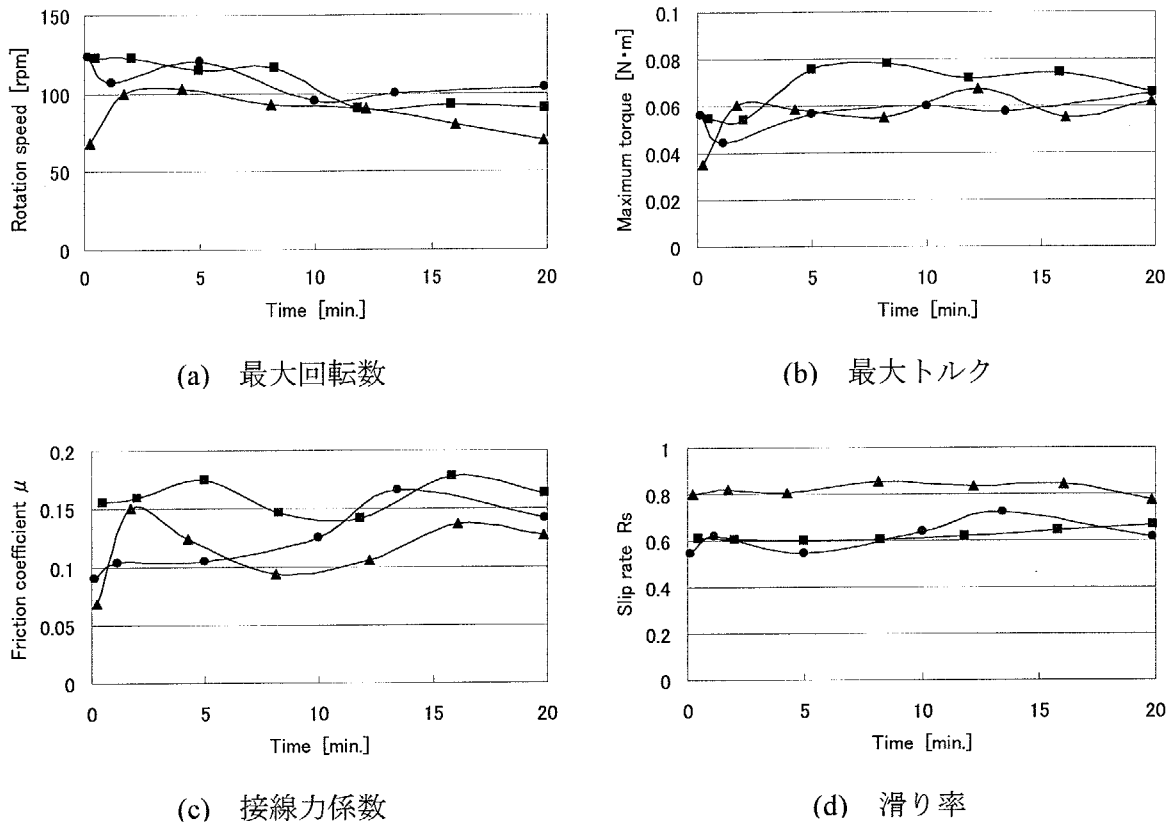 150
100
50
0
Rotation speed [rpm]
0 5 10 15 20
Time [min.]
(a) 最大回転数
0.1
0.08
0.06
0.04
0.02
0
Maximum torque [N・m]
0 5 10 15 20
Time [min.]
(b) 最大トルク
0.2
0.15
0.1
0.05
0
Friction coefficient μ
0 5 10 15 20
Time [min.]
(c) 接線力係数
1
0.8
0.6
0.4
0.2
0
Slip rate Rs
0 5 10 15 20
Time [min.]
(d) 滑り率